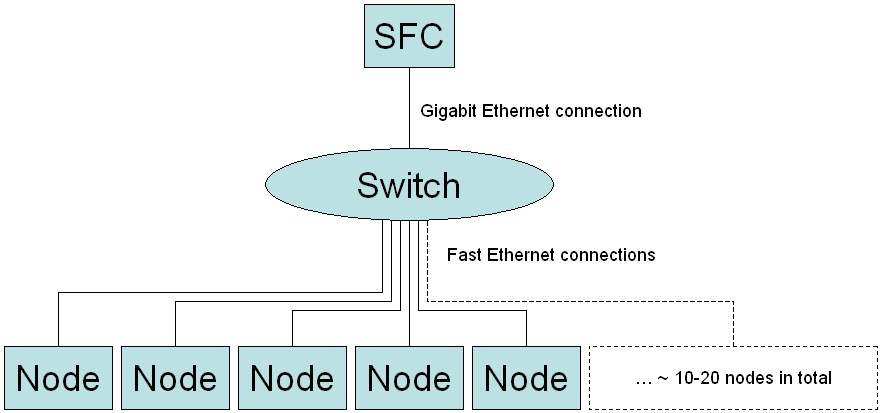 SFC
Gigabit Ethernet connection
Switch
Fast Ethernet connections
Node
Node
Node
Node
Node
... ~ 10-20 nodes in total